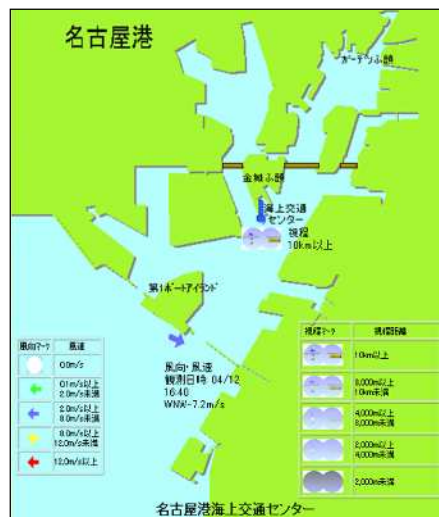 名古屋港
ガーデンふ頭
金城ふ頭
海上交通
センター
視程
10km以上
第1ポートアイランド
風向・風速
観測日時 04/12
16:40
WNW-7.2m/s
風向マーク 風速
0.0m/s
0.1m/s以上
2.0m/s未満
2.0m/s以上
8.0m/s未満
8.0m/s以上
12.0m/s未満
12.0m/s以上
視程マーク 視程距離
10km以上
8,000m以上
10km未満
4,000m以上
8,000m未満
2,000m以上
4,000m未満
2,000m未満
名古屋港海上交通センター